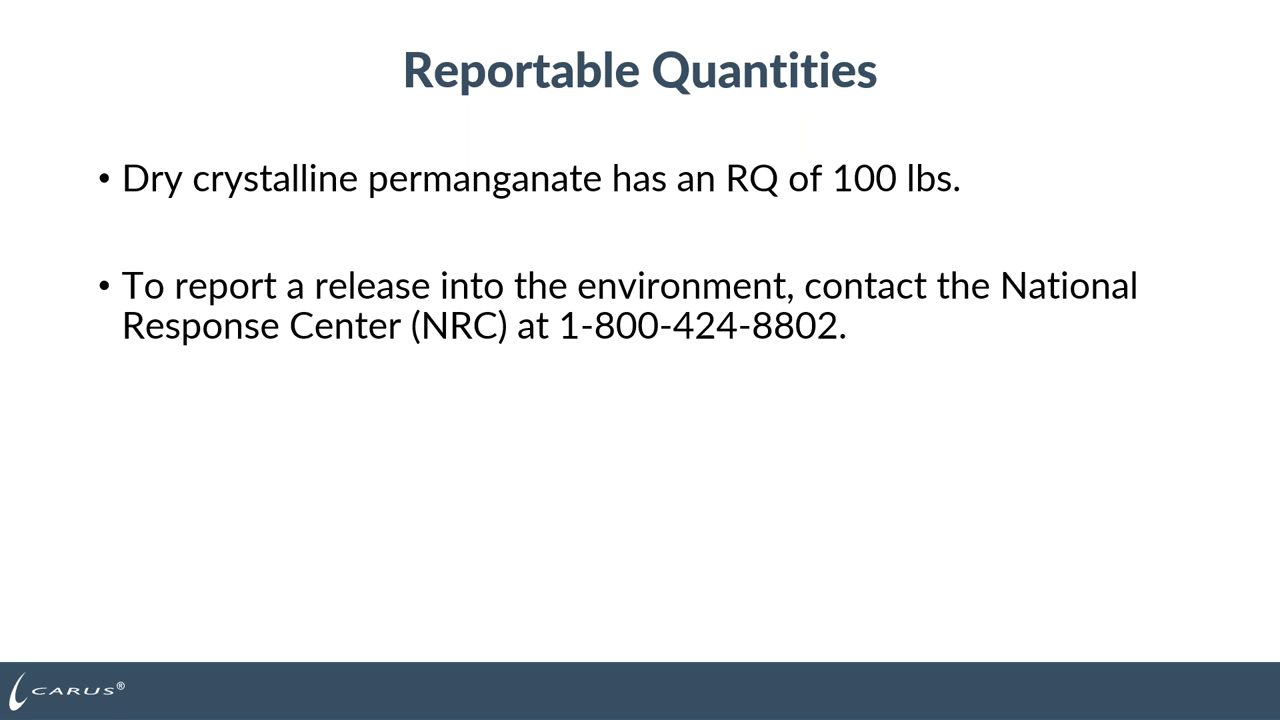 Reportable Quantities
• Dry crystalline permanganate has an RQ of 100 lbs.
• To report a release into the environment, contact the National
Response Center (NRC) at 1-800-424-8802.
CARUS®